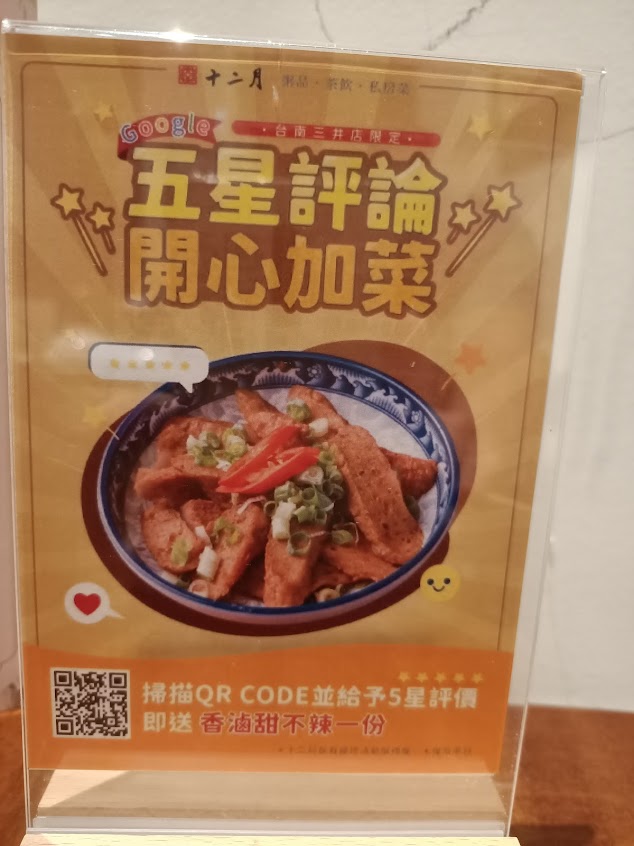 十二月 粥品·茶飲·私房菜
Google
·台南三井店限定·
五星評論
開心加菜
掃描QR CODE並給予5星評價
即送 香滷甜不辣一份